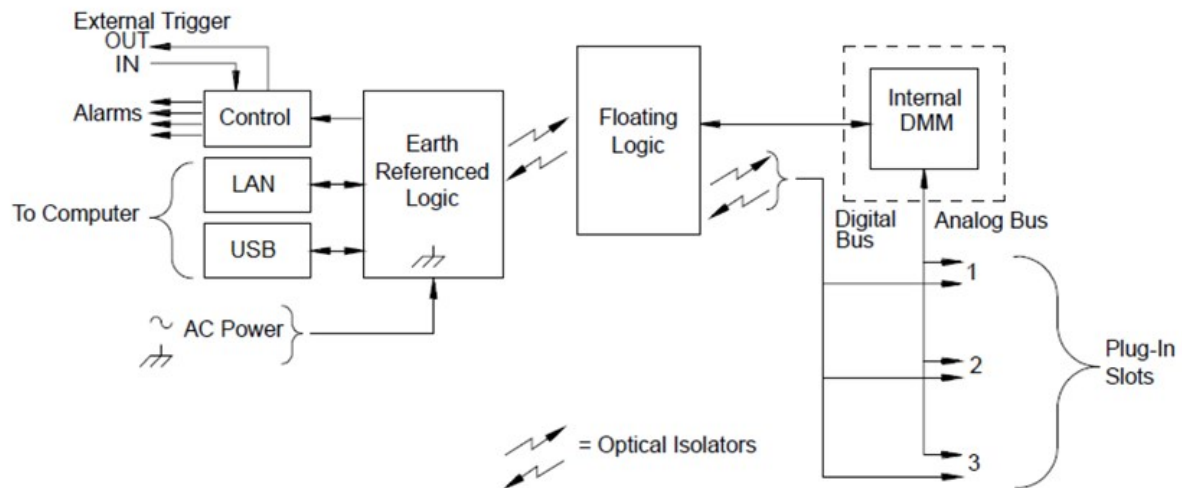 External Trigger
OUT
IN
Alarms
Control
To Computer
LAN
USB
Earth
Referenced
Logic
AC Power
Floating
Logic
Internal
DMM
Digital
Bus
Analog Bus
1
2
3
Plug-In
Slots
= Optical Isolators